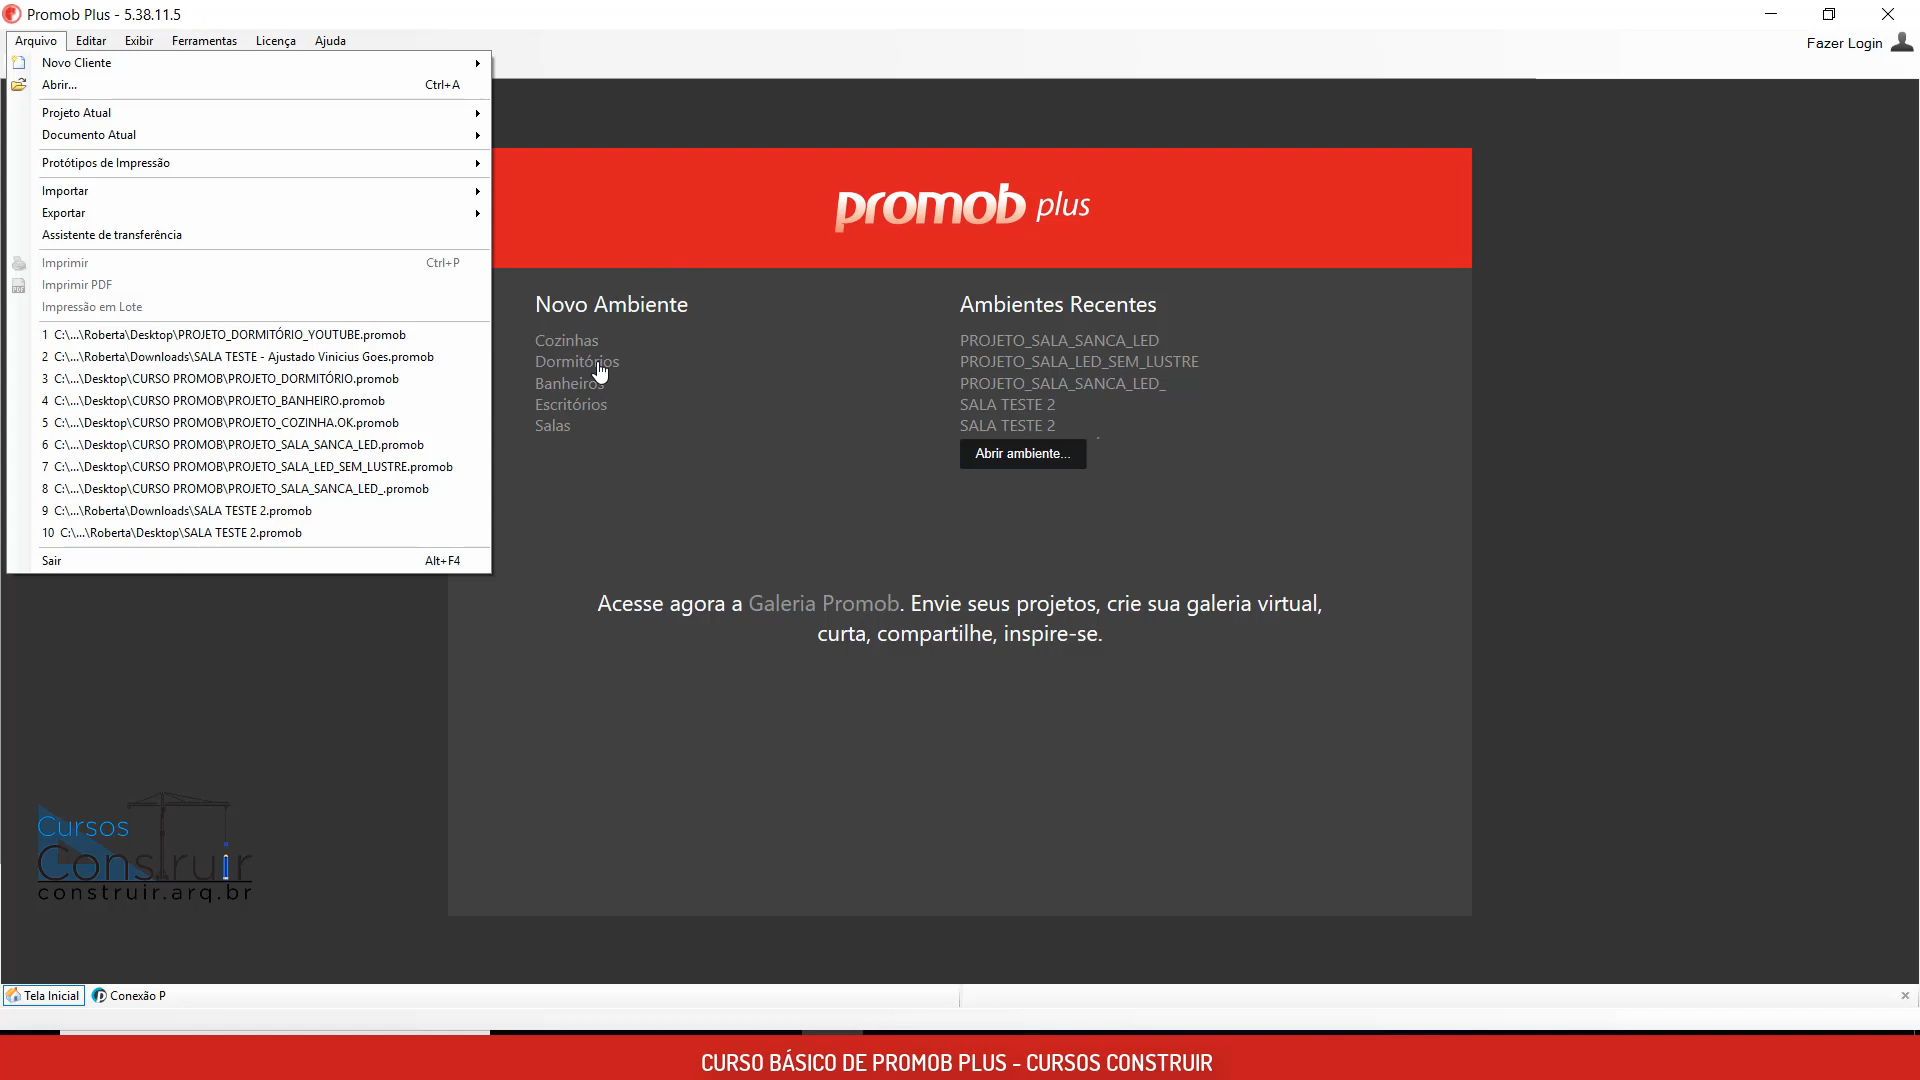 Promob Plus - 5.38.11.5
Arquivo Editar Exibir Ferramentas Licença Ajuda
Fazer Login
Novo Cliente
Abrir... Ctrl+A
Projeto Atual
Documento Atual
Protótipos de Impressão
Importar
Exportar
Assistente de transferência
Imprimir Ctrl+P
Imprimir PDF
Impressão em Lote
1 C:\...\Roberta\Desktop\PROJETO_DORMITÓRIO_YOUTUBE.promob
2 C:\...\Roberta\Downloads\SALA TESTE - Ajustado Vinicius Goes.promob
3 C:\...\Desktop\CURSO PROMOB\PROJETO_DORMITÓRIO.promob
4 C:\...\Desktop\CURSO PROMOB\PROJETO_BANHEIRO.promob
5 C:\...\Desktop\CURSO PROMOB\PROJETO_COZINHA.OK.promob
6 C:\...\Desktop\CURSO PROMOB\PROJETO_SALA_SANCA_LED.promob
7 C:\...\Desktop\CURSO PROMOB\PROJETO_SALA_LED_SEM_LUSTRE.promob
8 C:\...\Desktop\CURSO PROMOB\PROJETO_SALA_SANCA_LED_.promob
9 C:\...\Roberta\Downloads\SALA TESTE 2.promob
10 C:\...\Roberta\Desktop\SALA TESTE 2.promob
Sair Alt+F4
promob plus
Novo Ambiente
Cozinhas
Dormitórios
Banheiros
Escritórios
Salas
Ambientes Recentes
PROJETO_SALA_SANCA_LED
PROJETO_SALA_LED_SEM_LUSTRE
PROJETO_SALA_SANCA_LED_
SALA TESTE 2
SALA TESTE 2
Abrir ambiente...
Acesse agora a Galeria Promob. Envie seus projetos, crie sua galeria virtual,
curta, compartilhe, inspire-se.
Cursos
Construir
construir.arq.br
Tela Inicial Conexão P
CURSO BÁSICO DE PROMOB PLUS - CURSOS CONSTRUIR